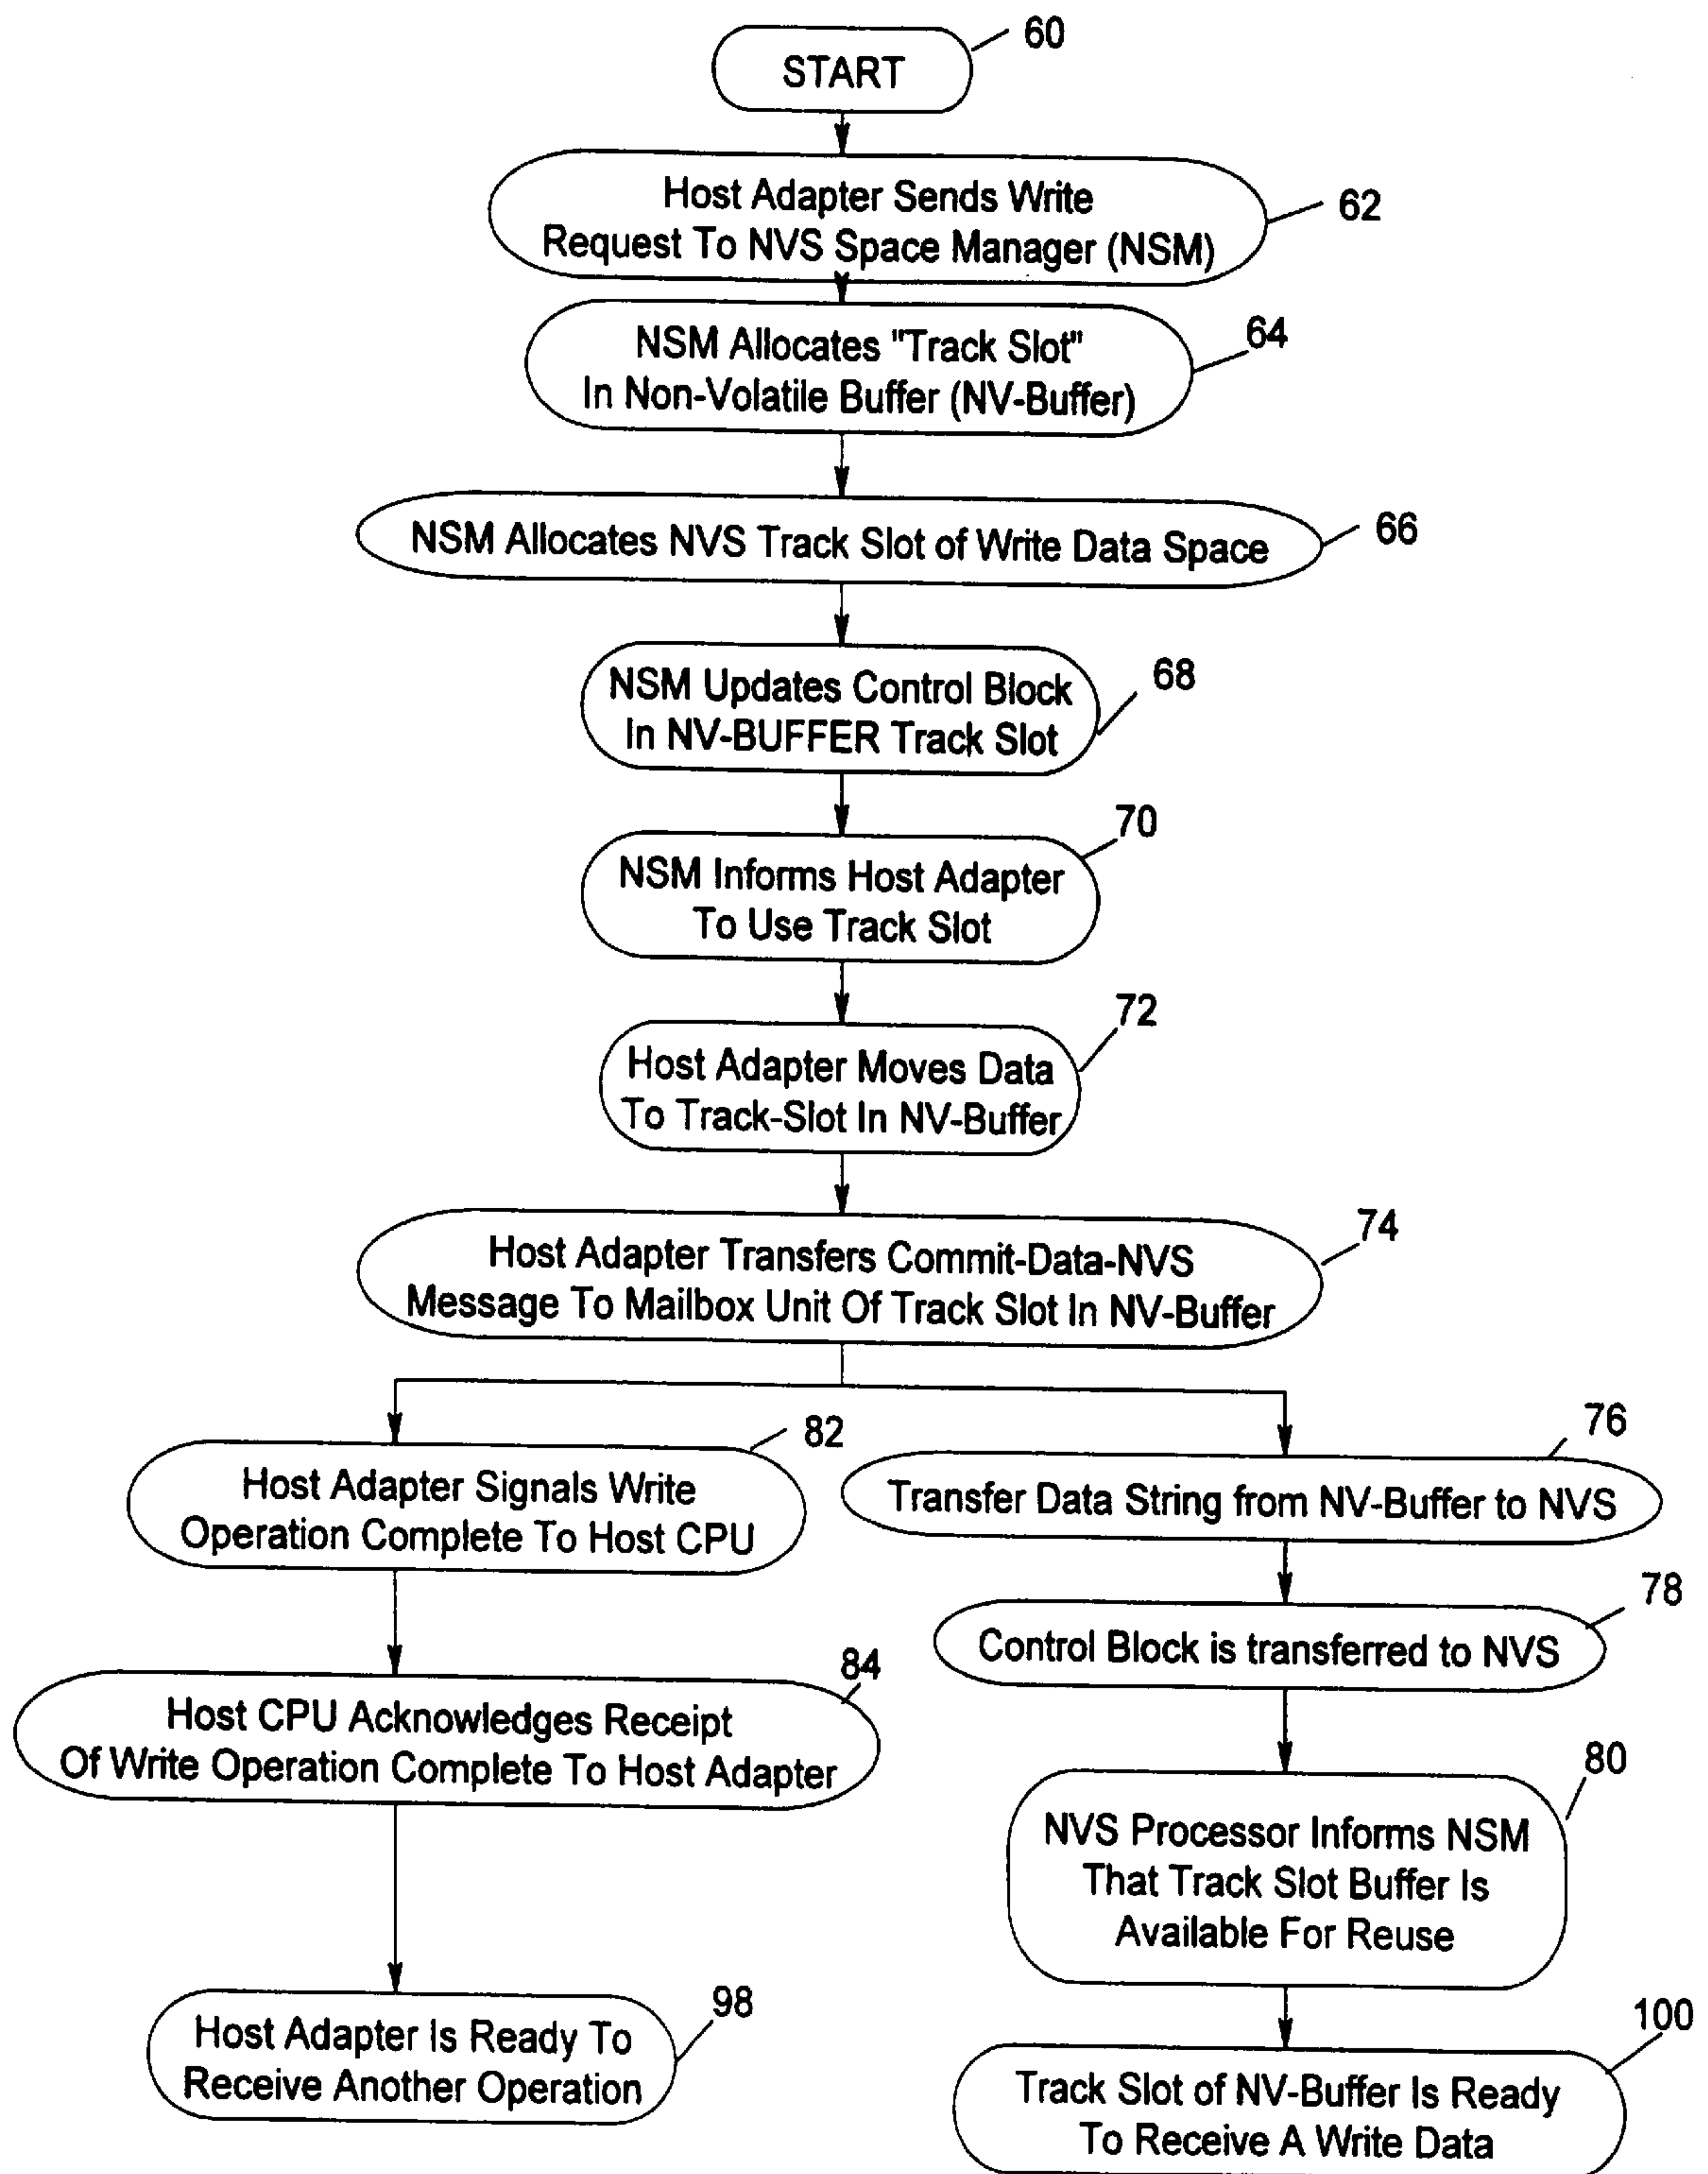 60
START
Host Adapter Sends Write
Request To NVS Space Manager (NSM)
62
NSM Allocates "Track Slot"
In Non-Volatile Buffer (NV-Buffer)
64
NSM Allocates NVS Track Slot of Write Data Space
66
NSM Updates Control Block
In NV-BUFFER Track Slot
68
70
NSM Informs Host Adapter
To Use Track Slot
72
Host Adapter Moves Data
To Track-Slot In NV-Buffer
74
Host Adapter Transfers Commit-Data-NVS
Message To Mailbox Unit Of Track Slot In NV-Buffer
82
Host Adapter Signals Write
Operation Complete To Host CPU
84
Host CPU Acknowledges Receipt
Of Write Operation Complete To Host Adapter
98
Host Adapter Is Ready To
Receive Another Operation
76
Transfer Data String from NV-Buffer to NVS
78
Control Block is transferred to NVS
80
NVS Processor Informs NSM
That Track Slot Buffer Is
Available For Reuse
100
Track Slot of NV-Buffer Is Ready
To Receive A Write Data